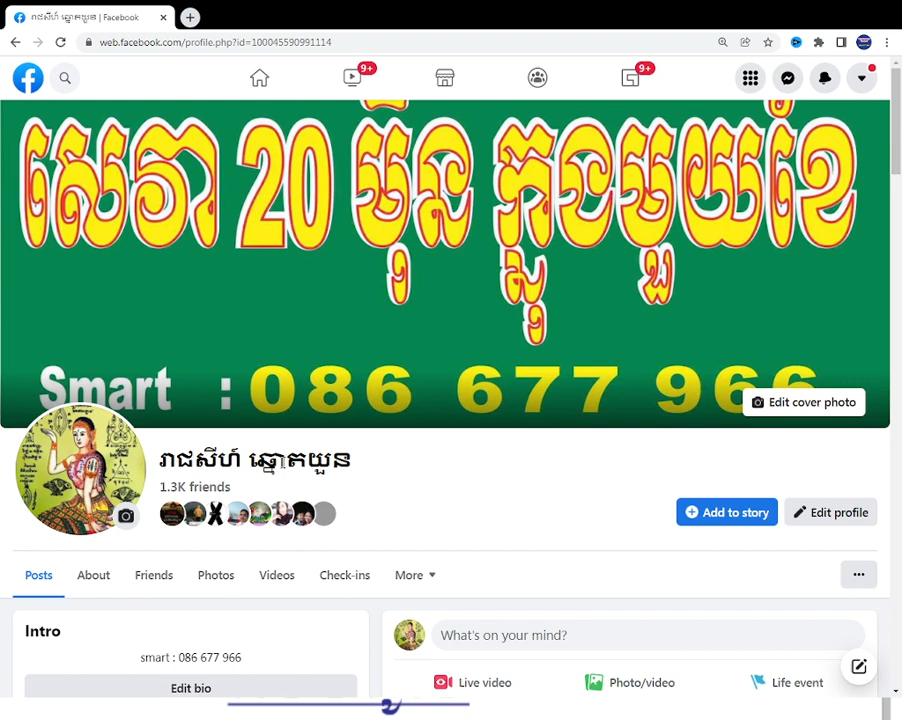 រាជសីហ៍ ឆ្នោតយួន | Facebook
web.facebook.com/profile.php?id=100045590991114
9+
9+
សេវា 20 ម៉ុន ក្នុងមួយខែ
Smart : 086 677 966
Edit cover photo
រាជសីហ៍ ឆ្នោតយួន
1.3K friends
Add to story
Edit profile
Posts
About
Friends
Photos
Videos
Check-ins
More
Intro
smart : 086 677 966
Edit bio
What's on your mind?
Live video
Photo/video
Life event